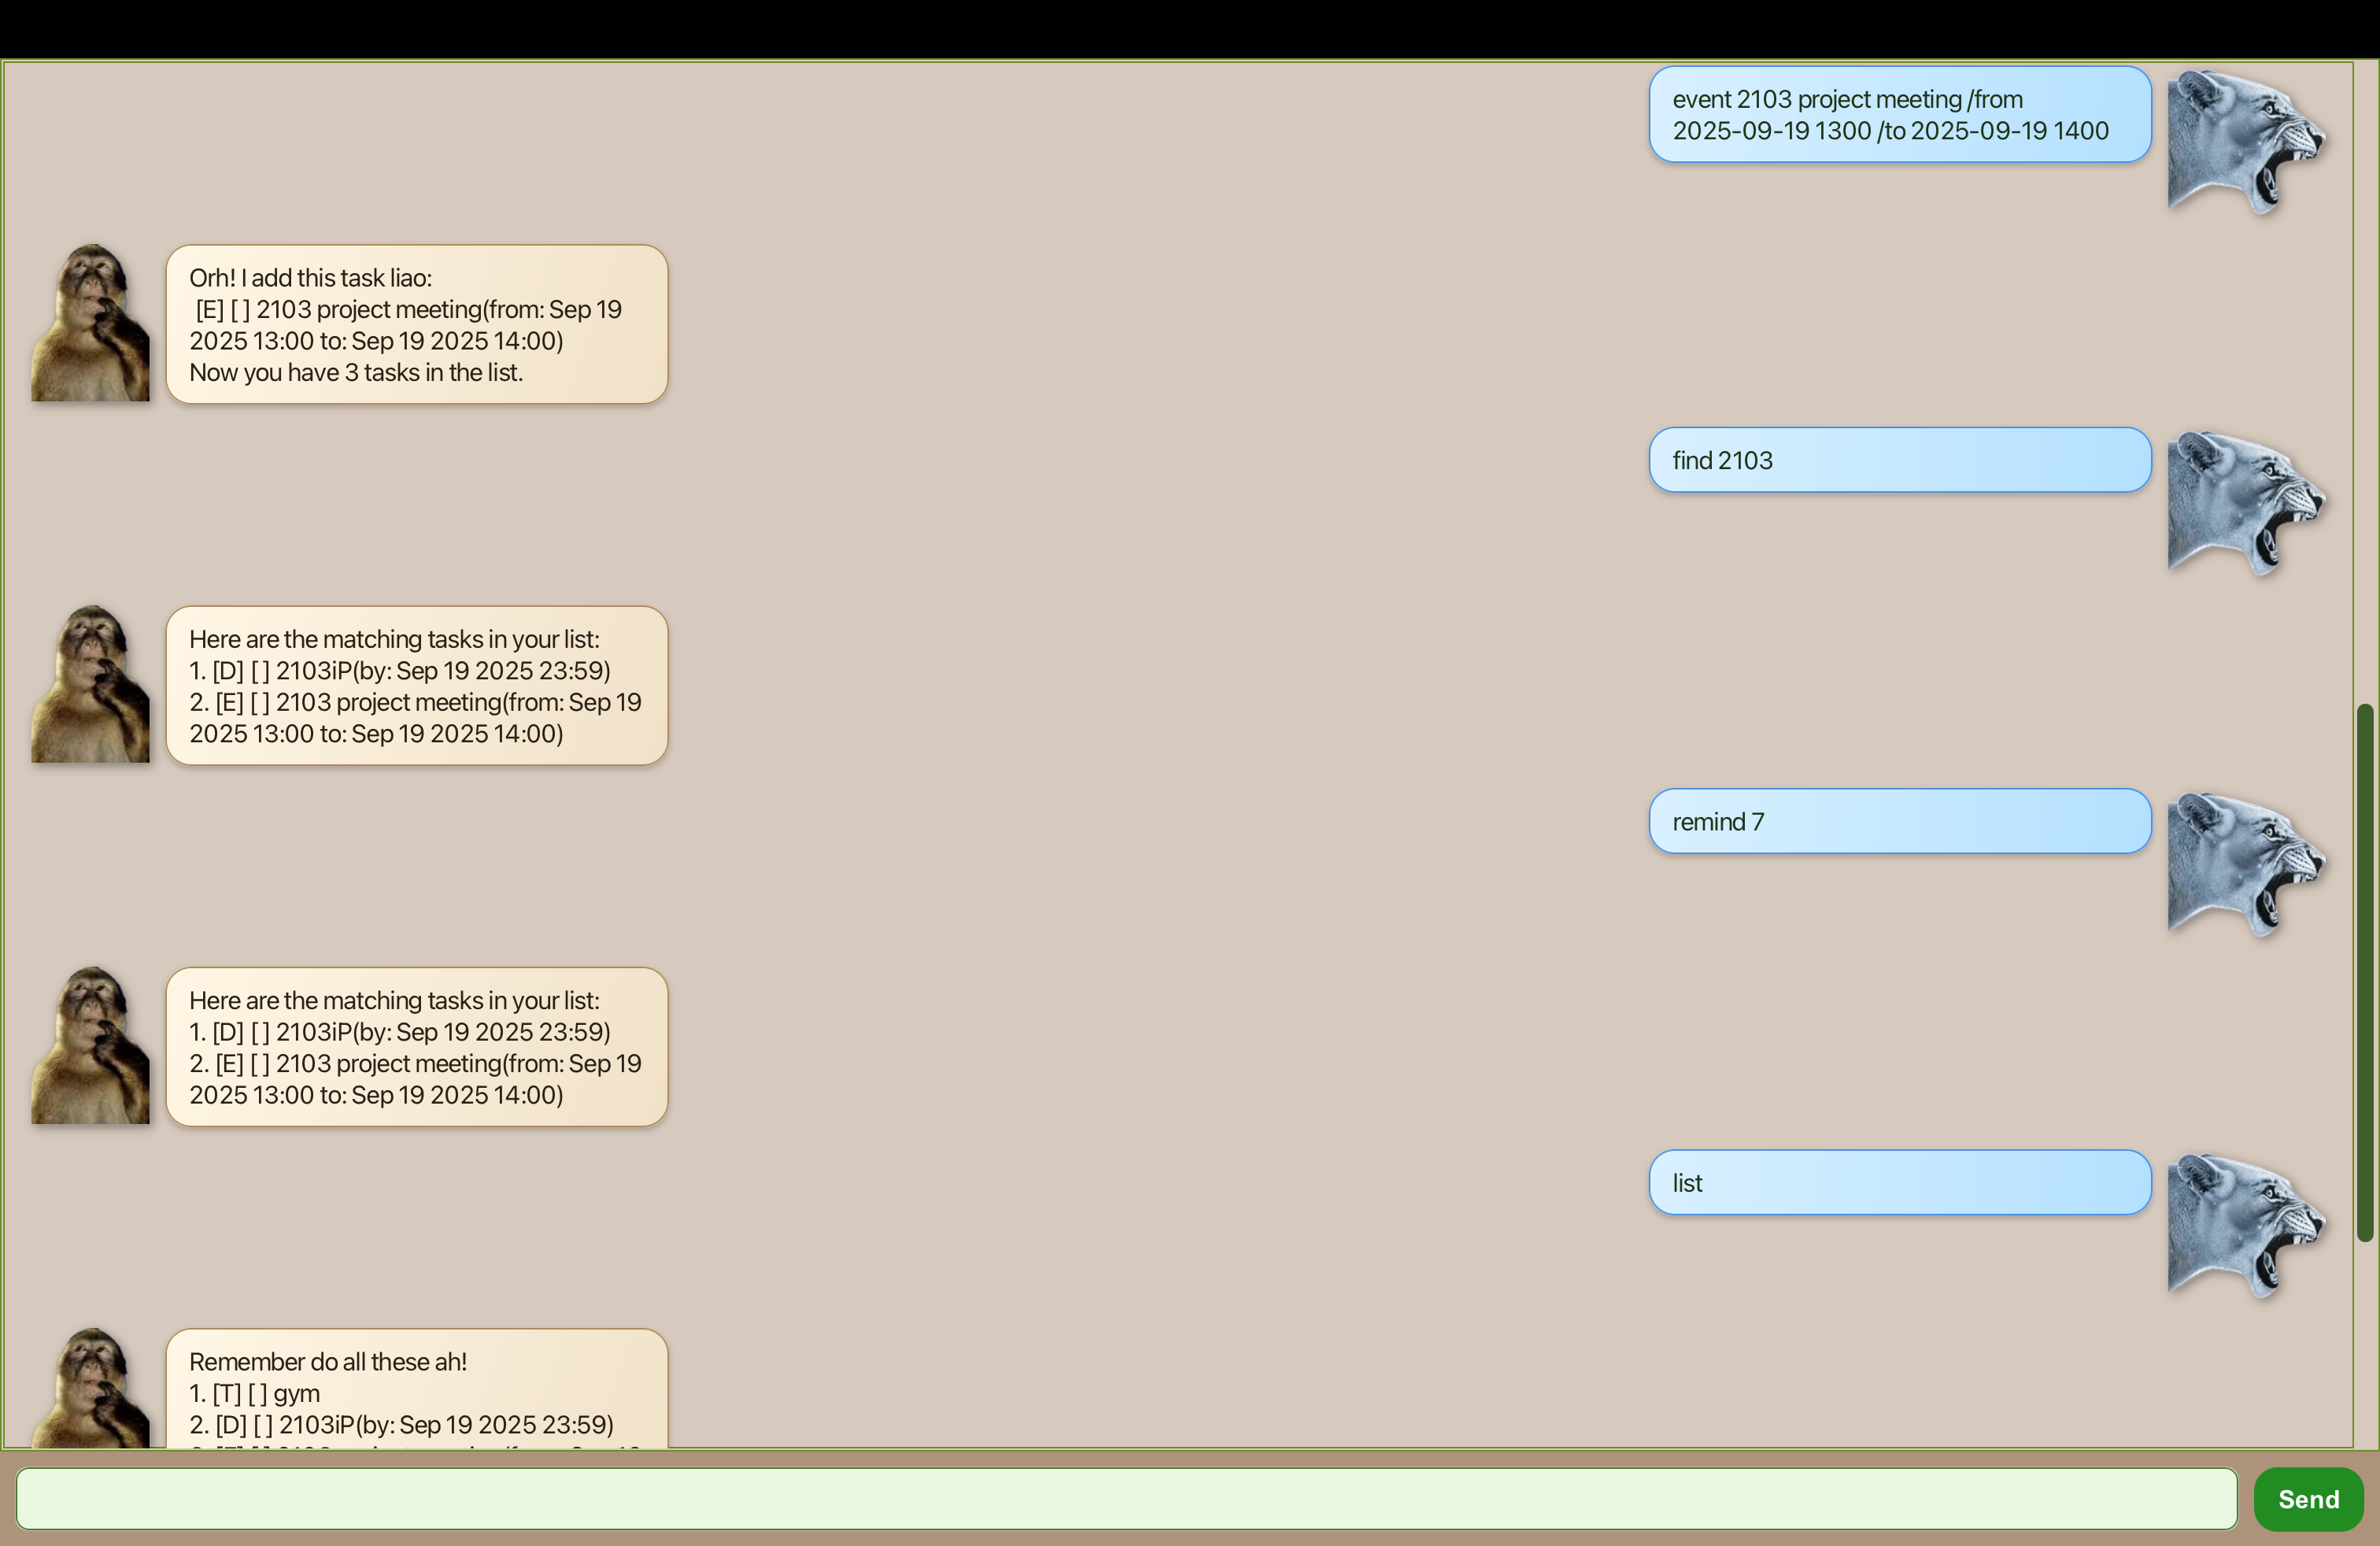 event 2103 project meeting /from
2025-09-19 1300 /to 2025-09-19 1400
Orh! I add this task liao:
[E] [ ] 2103 project meeting(from: Sep 19
2025 13:00 to: Sep 19 2025 14:00)
Now you have 3 tasks in the list.
find 2103
Here are the matching tasks in your list:
1. [D] [ ] 2103iP(by: Sep 19 2025 23:59)
2. [E] [ ] 2103 project meeting(from: Sep 19
2025 13:00 to: Sep 19 2025 14:00)
remind 7
Here are the matching tasks in your list:
1. [D] [ ] 2103iP(by: Sep 19 2025 23:59)
2. [E] [ ] 2103 project meeting(from: Sep 19
2025 13:00 to: Sep 19 2025 14:00)
list
Remember do all these ah!
1. [T] [ ] gym
2. [D] [ ] 2103iP(by: Sep 19 2025 23:59)
Send